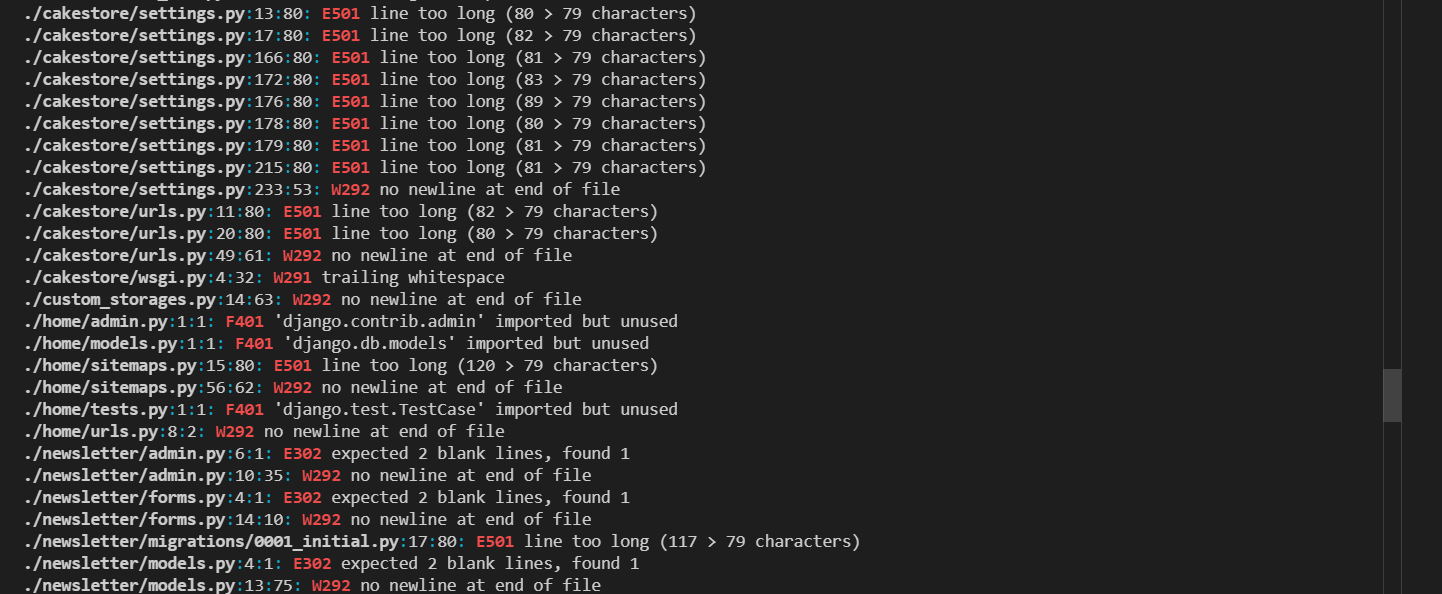 ./cakestore/settings.py:13:80: E501 line too long (80 > 79 characters)
./cakestore/settings.py:17:80: E501 line too long (82 > 79 characters)
./cakestore/settings.py:166:80: E501 line too long (81 > 79 characters)
./cakestore/settings.py:172:80: E501 line too long (83 > 79 characters)
./cakestore/settings.py:176:80: E501 line too long (89 > 79 characters)
./cakestore/settings.py:178:80: E501 line too long (80 > 79 characters)
./cakestore/settings.py:179:80: E501 line too long (81 > 79 characters)
./cakestore/settings.py:215:80: E501 line too long (81 > 79 characters)
./cakestore/settings.py:233:53: W292 no newline at end of file
./cakestore/urls.py:11:80: E501 line too long (82 > 79 characters)
./cakestore/urls.py:20:80: E501 line too long (80 > 79 characters)
./cakestore/urls.py:49:61: W292 no newline at end of file
./cakestore/wsgi.py:4:32: W291 trailing whitespace
./custom_storages.py:14:63: W292 no newline at end of file
./home/admin.py:1:1: F401 'django.contrib.admin' imported but unused
./home/models.py:1:1: F401 'django.db.models' imported but unused
./home/sitemaps.py:15:80: E501 line too long (120 > 79 characters)
./home/sitemaps.py:56:62: W292 no newline at end of file
./home/tests.py:1:1: F401 'django.test.TestCase' imported but unused
./home/urls.py:8:2: W292 no newline at end of file
./newsletter/admin.py:6:1: E302 expected 2 blank lines, found 1
./newsletter/admin.py:10:35: W292 no newline at end of file
./newsletter/forms.py:4:1: E302 expected 2 blank lines, found 1
./newsletter/forms.py:14:10: W292 no newline at end of file
./newsletter/migrations/0001_initial.py:17:80: E501 line too long (117 > 79 characters)
./newsletter/models.py:4:1: E302 expected 2 blank lines, found 1
./newsletter/models.py:13:75: W292 no newline at end of file